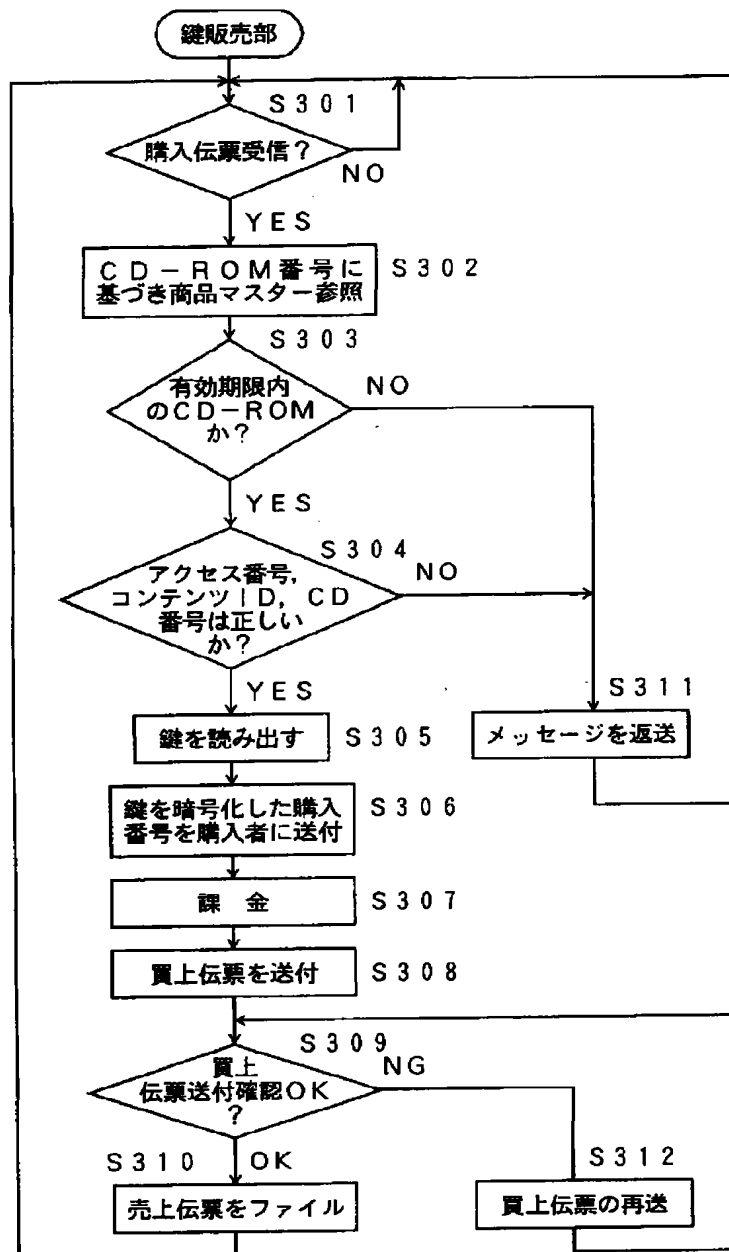 鍵販売部
S301
購入伝票受信?
NO
YES
CD-ROM番号に
基づき商品マスター参照
S302
S303
有効期限内
のCD-ROM
か?
NO
YES
S304
アクセス番号,
コンテンツID, CD
番号は正しい
か?
NO
YES
S311
鍵を読み出す
S305
メッセージを返送
鍵を暗号化した購入
番号を購入者に送付
S306
課 金
S307
買上伝票を送付
S308
S309
買上
伝票送付確認OK
?
NG
S310
OK
S312
売上伝票をファイル
買上伝票の再送